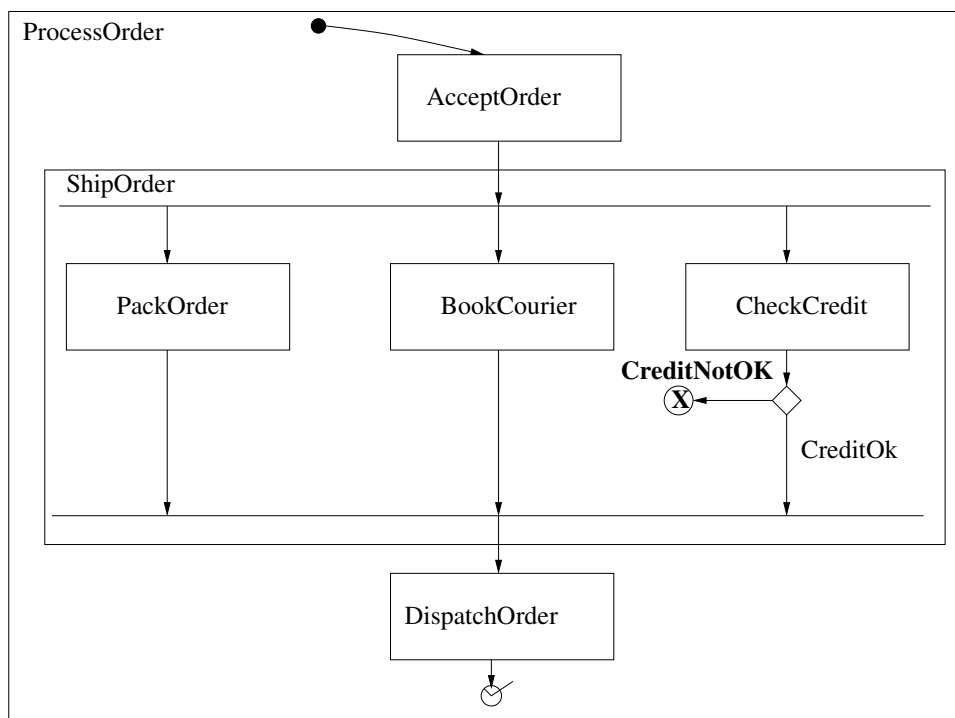 ProcessOrder
AcceptOrder
ShipOrder
PackOrder
BookCourier
CheckCredit
CreditNotOK
X
CreditOk
DispatchOrder